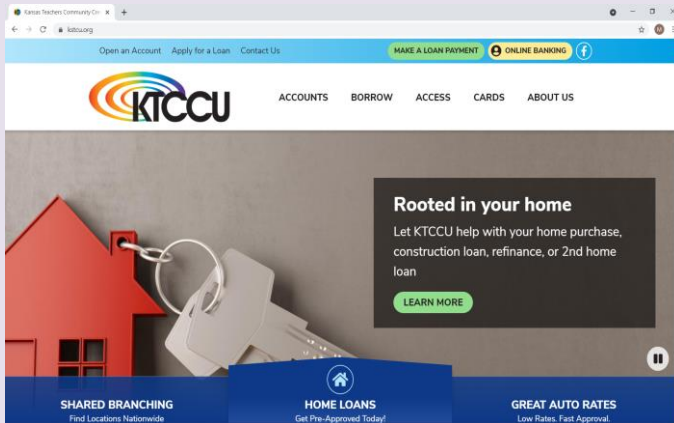 Kansas Teachers Community Cre
Open an Account Apply for a Loan Contact Us MAKE A LOAN PAYMENT ONLINE BANKING
KTCCU ACCOUNTS BORROW ACCESS CARDS ABOUT US
Rooted in your home
Let KTCCU help with your home purchase,
construction loan, refinance, or 2nd home
loan
LEARN MORE
SHARED BRANCHING
Find Locations Nationwide
HOME LOANS
Get Pre-Approved Today!
GREAT AUTO RATES
Low Rates. Fast Approval.